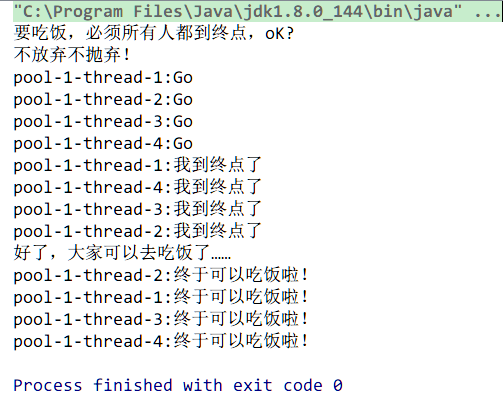 "C:\Program Files\Java\jdk1.8.0_144\bin\java" ...
要吃饭，必须所有人都到终点，oK?
不放弃不抛弃！
pool-1-thread-1:Go
pool-1-thread-2:Go
pool-1-thread-3:Go
pool-1-thread-4:Go
pool-1-thread-1:我到终点了
pool-1-thread-4:我到终点了
pool-1-thread-3:我到终点了
pool-1-thread-2:我到终点了
好了，大家可以去吃饭了……
pool-1-thread-2:终于可以吃饭啦！
pool-1-thread-1:终于可以吃饭啦！
pool-1-thread-3:终于可以吃饭啦！
pool-1-thread-4:终于可以吃饭啦！
Process finished with exit code 0